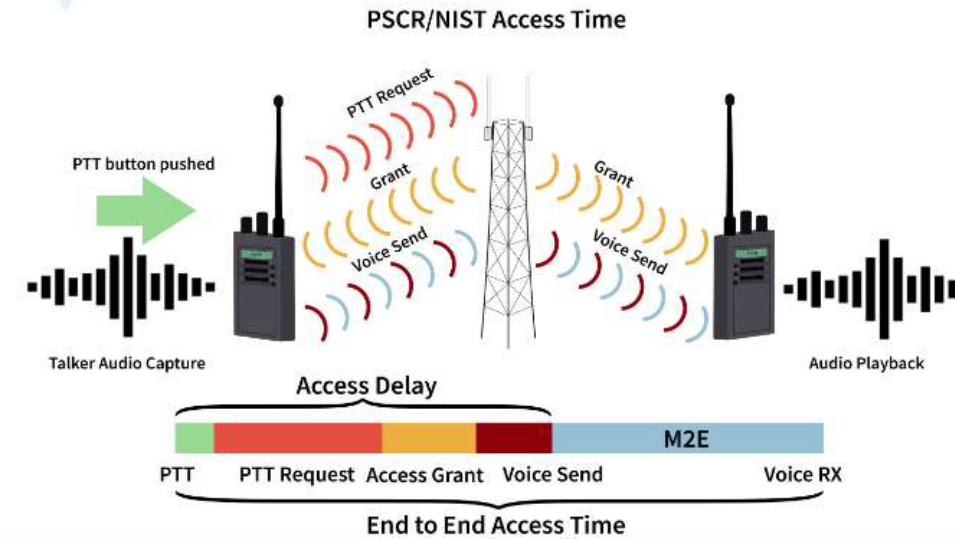 PSCR/NIST Access Time
PTT Request
PTT button pushed
Grant
Grant
Voice Send
Voice Send
Talker Audio Capture
Audio Playback
Access Delay
M2E
PTT
PTT Request
Access Grant
Voice Send
Voice RX
End to End Access Time